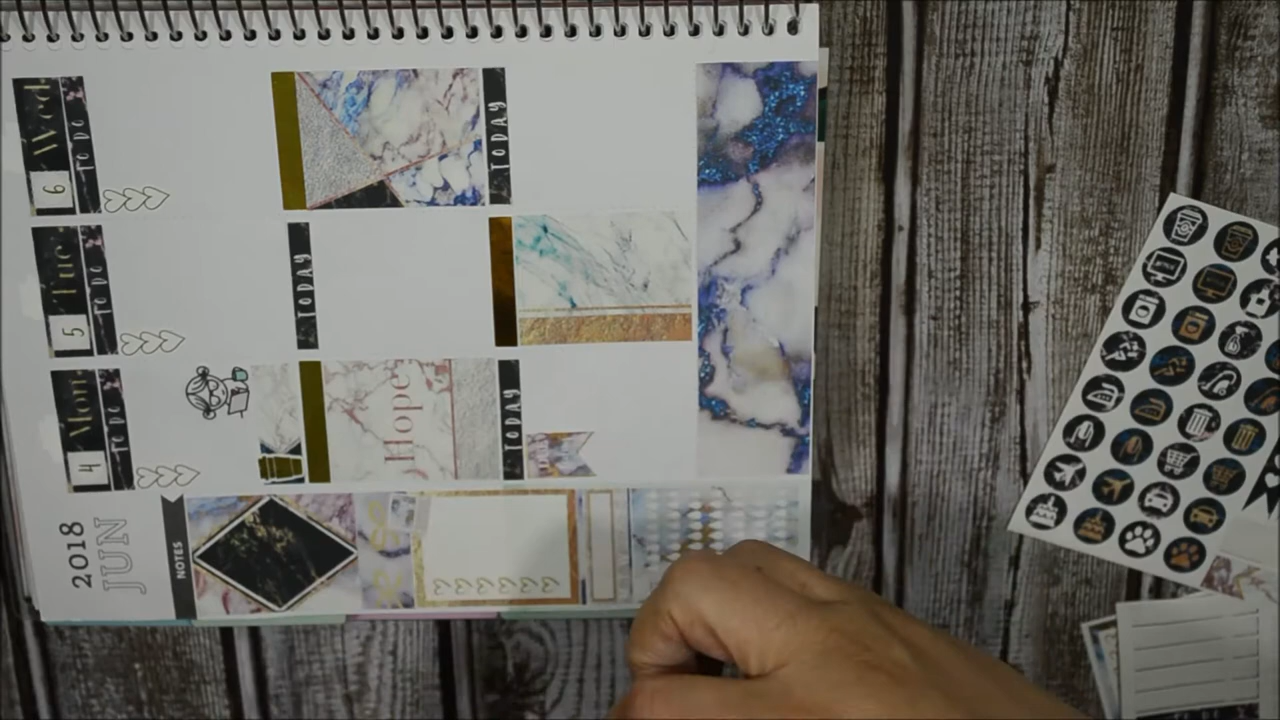 2018
JUN
NOTES
4
Mon
TO DO
Hope
TODAY
5
Tue
TO DO
TODAY
6
Wed
TO DO
TODAY